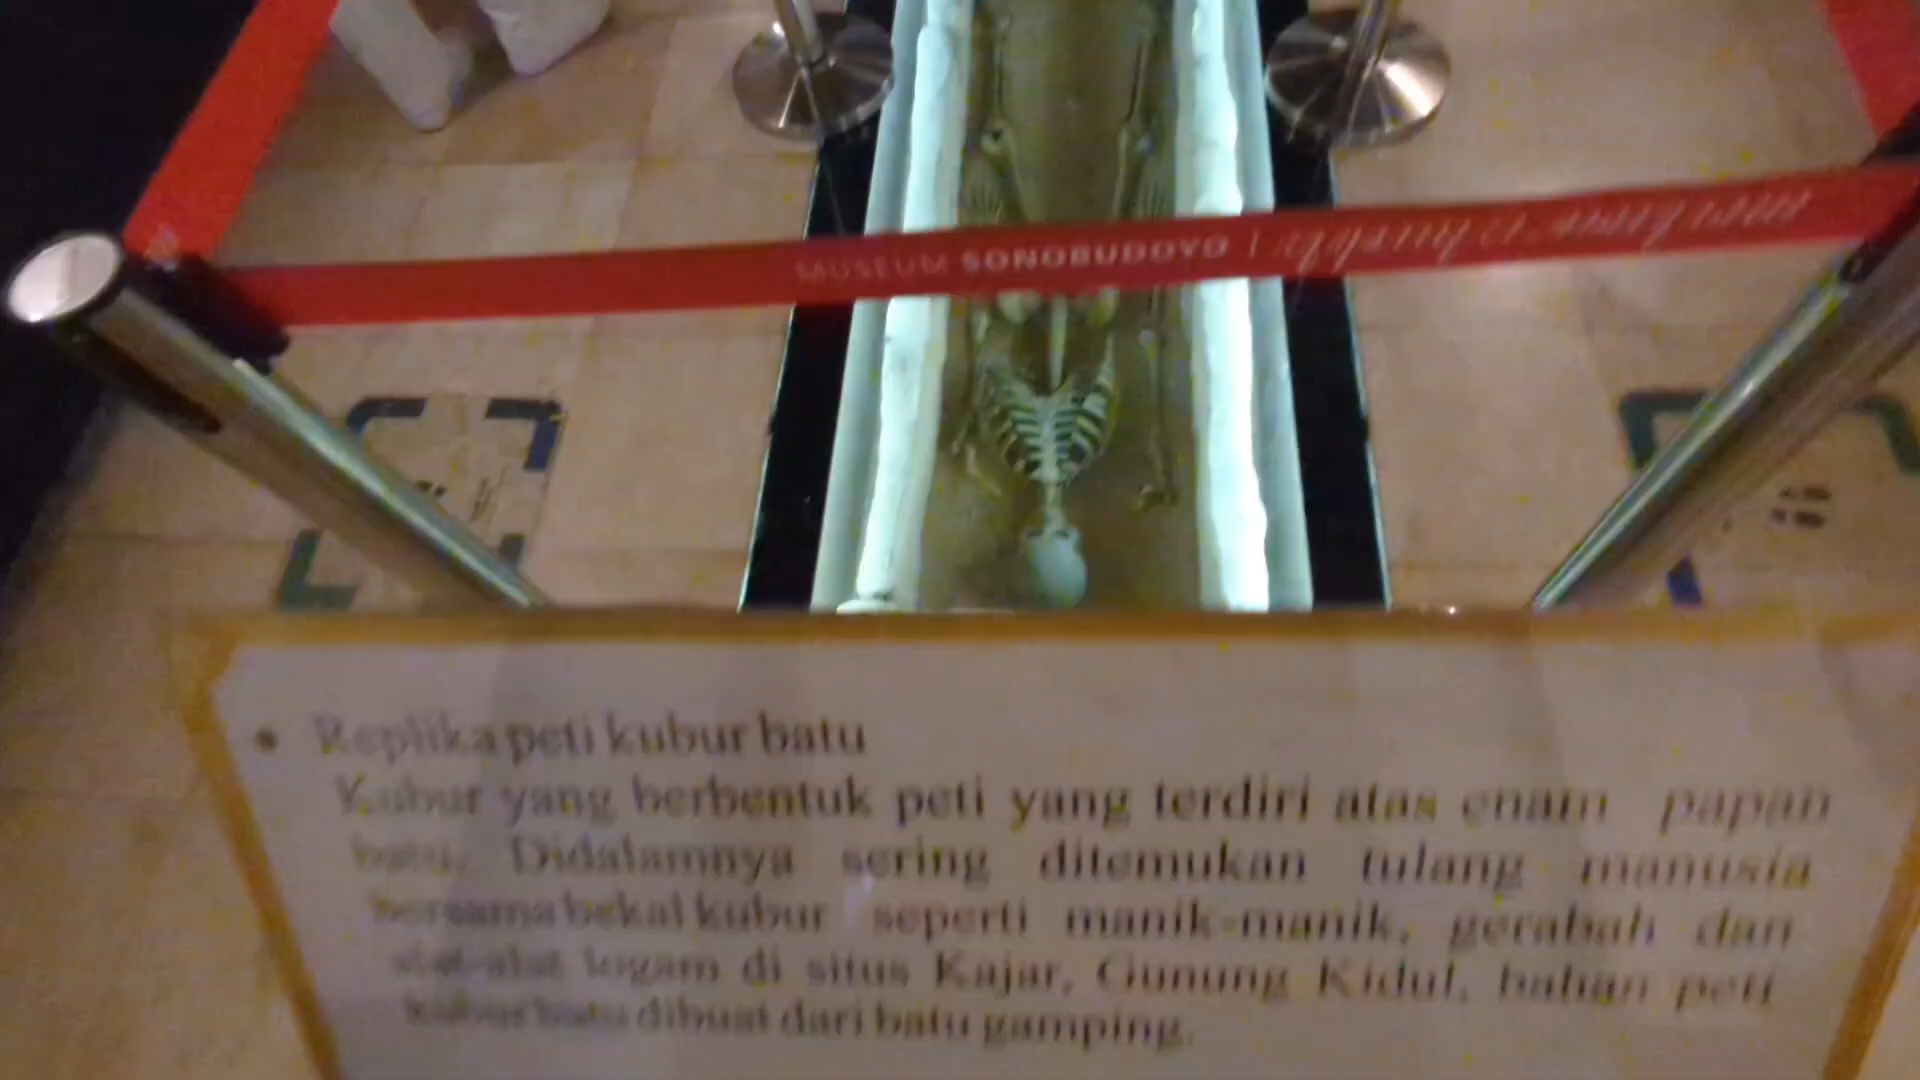 MUSEUM SONOBUDOYO |
• Replika peti kubur batu
Kubur yang berbentuk peti yang terdiri atas enam papan
batu. Didalamnya sering ditemukan tulang manusia
bersama bekal kubur seperti manik-manik, gerabah dan
alat-alat logam di situs Kajar, Gunung Kidul, bahan peti
kubur batu dibuat dari batu gamping.